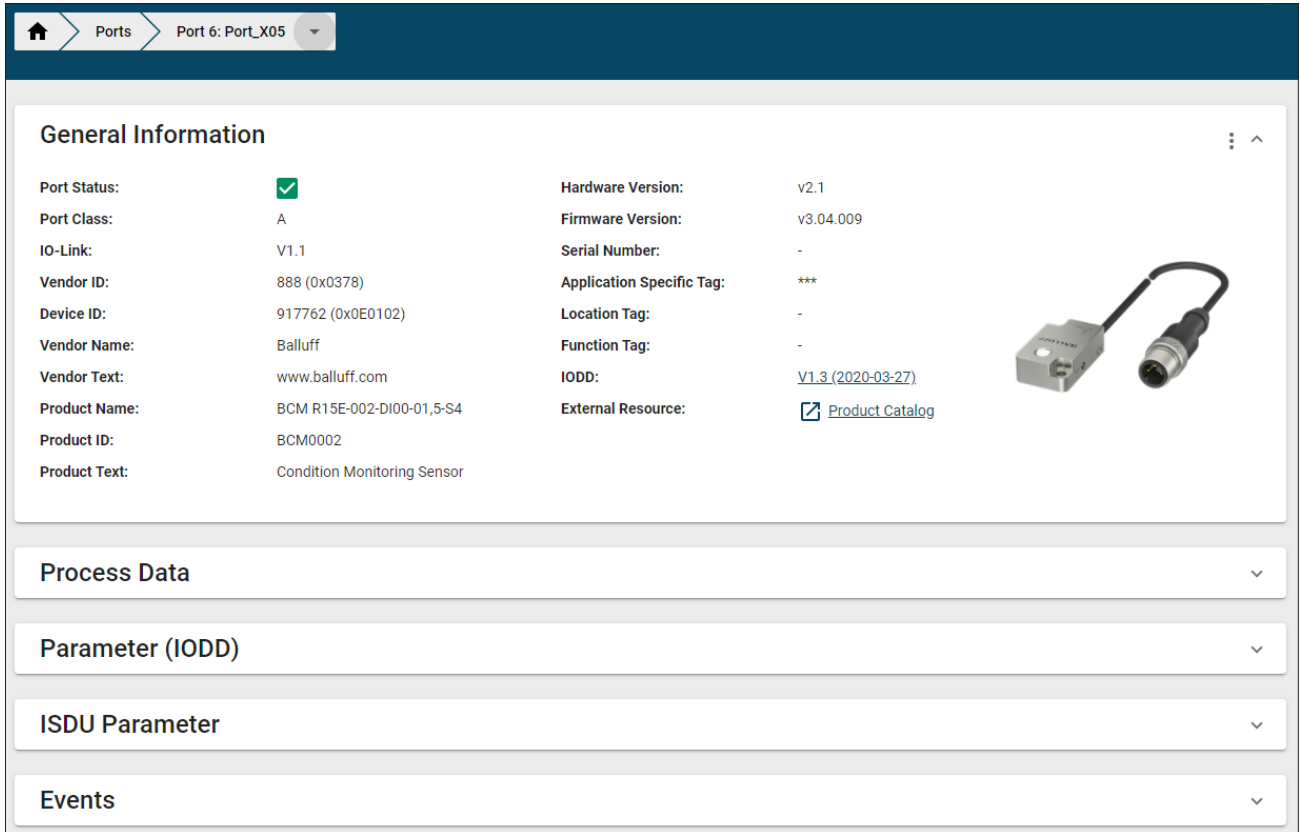 Ports
Port 6: Port_X05
General Information
Port Status:
Port Class: A
IO-Link: V1.1
Vendor ID: 888 (0x0378)
Device ID: 917762 (0x0E0102)
Vendor Name: Balluff
Vendor Text: www.balluff.com
Product Name: BCM R15E-002-DI00-01,5-S4
Product ID: BCM0002
Product Text: Condition Monitoring Sensor
Hardware Version: v2.1
Firmware Version: v3.04.009
Serial Number: -
Application Specific Tag: ***
Location Tag: -
Function Tag: -
IODD: V1.3 (2020-03-27)
External Resource: Product Catalog
Process Data
Parameter (IODD)
ISDU Parameter
Events